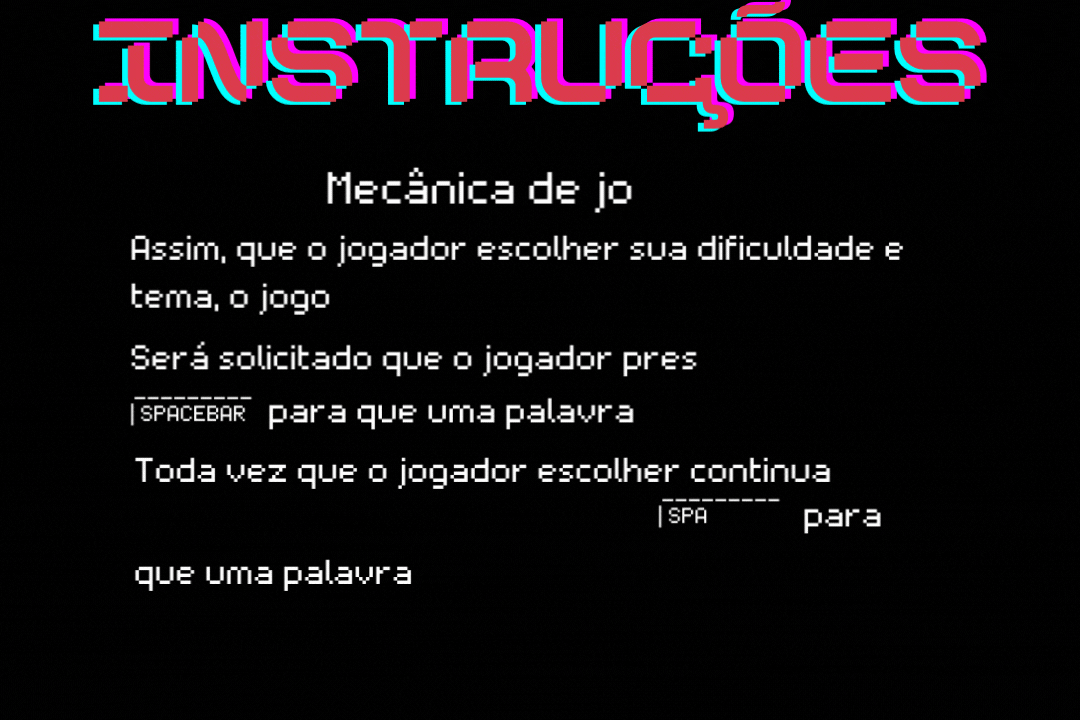 INSTRUÇÕES
Mecânica de jo
Assim, que o jogador escolher sua dificuldade e
tema, o jogo
Será solicitado que o jogador pres
|SPACEBAR para que uma palavra
Toda vez que o jogador escolher continua
|SPA para
que uma palavra